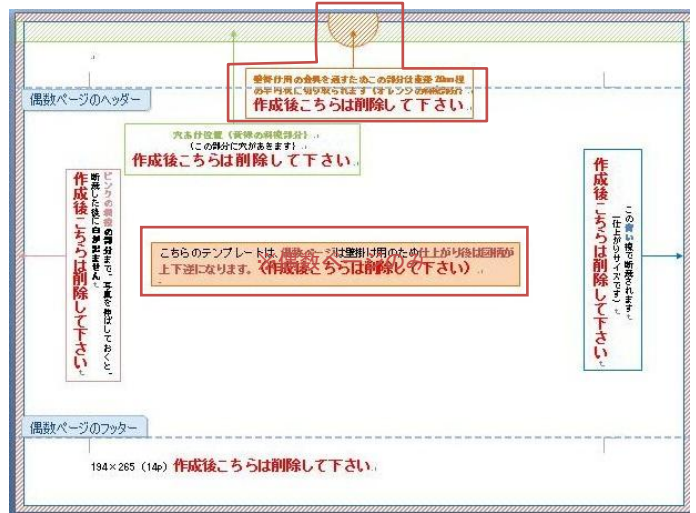 壁掛け用の金具を通すためこの部分は直径20mm程
の半円状に切り取られます(オレンジの斜線部分)
作成後こちらは削除して下さい
偶数ページのヘッダー
穴あけ位置(黄緑の斜線部分)
(この部分に穴があきます)
作成後こちらは削除して下さい
ピンクの斜線の部分まで、写真を伸ばしておくと、
断裁した後に白が出ません
作成後こちらは削除して下さい
この青い線で断裁されます
(仕上がりサイズです)
作成後こちらは削除して下さい
こちらのテンプレートは、偶数ページは壁掛け用のため仕上がり後は図柄が
上下逆になります。(作成後こちらは削除して下さい)
偶数ページのフッター
194×265(14p) 作成後こちらは削除して下さい